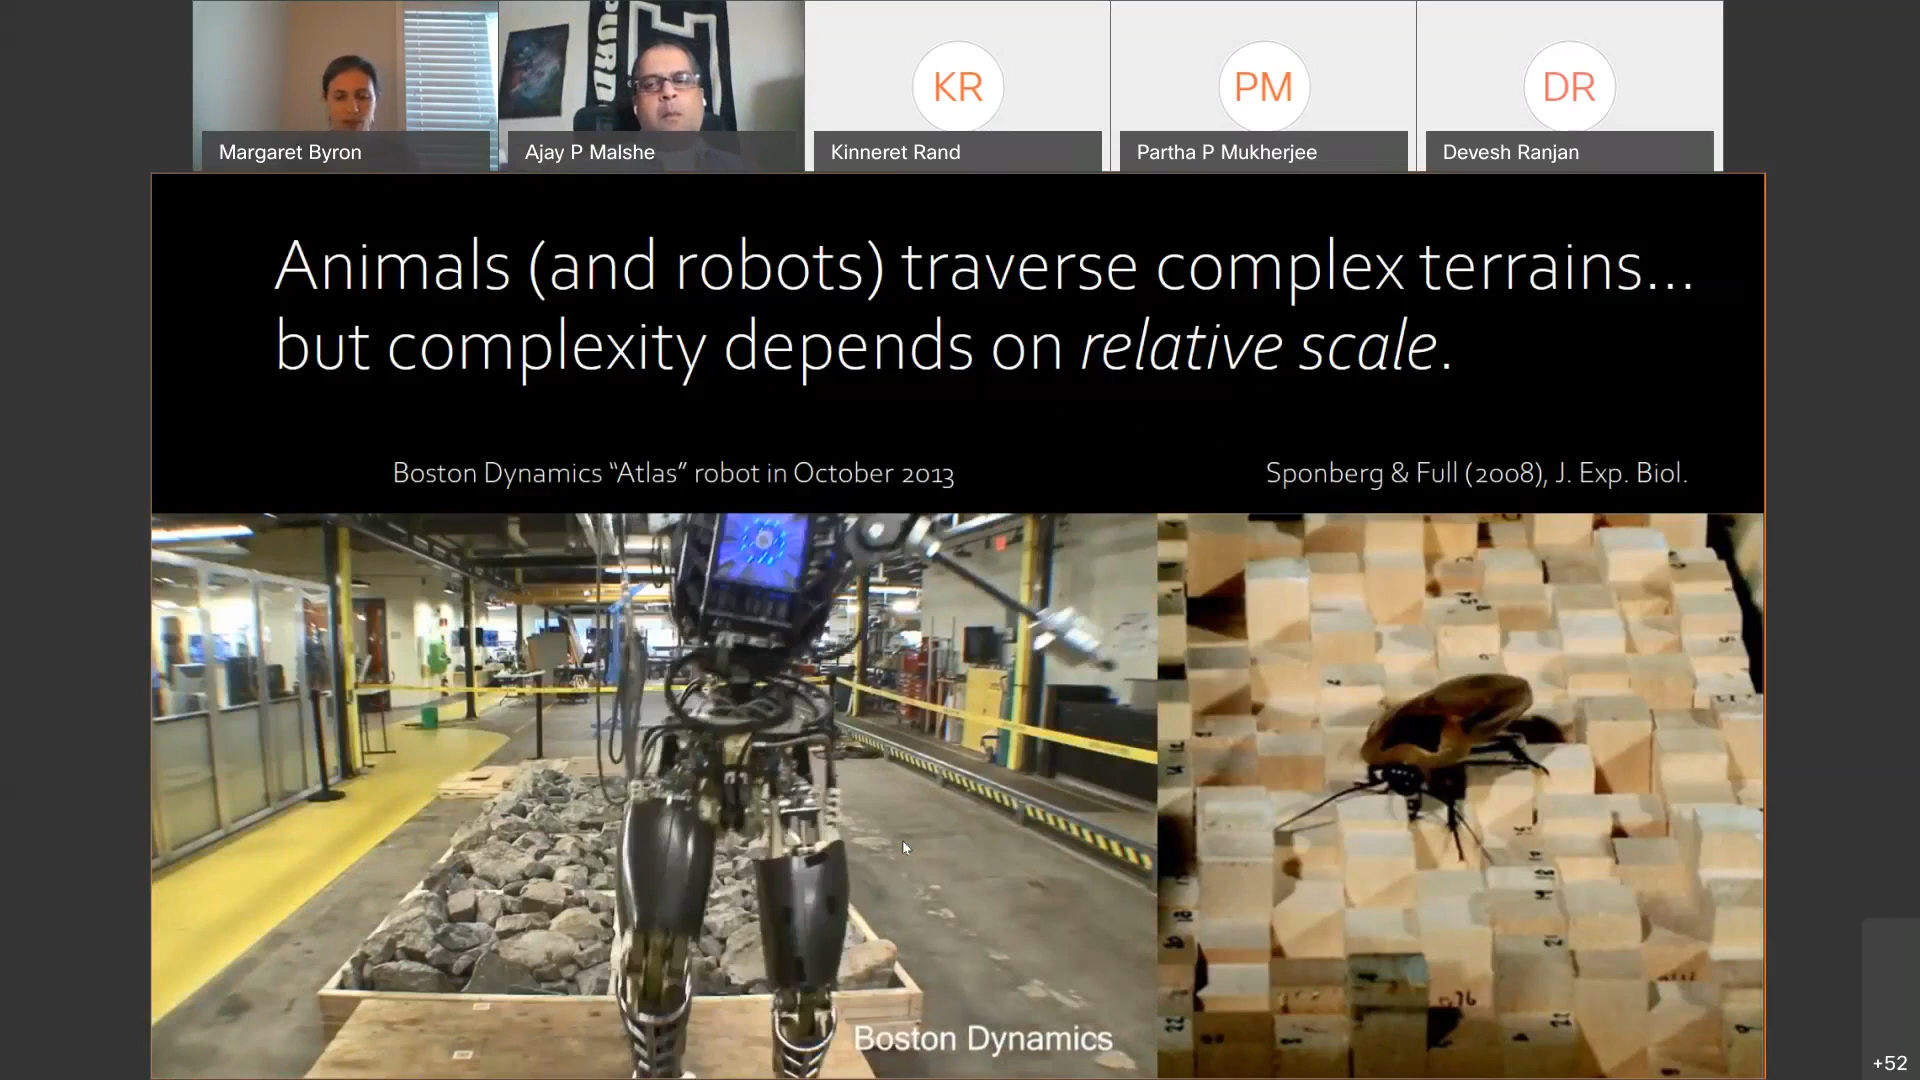 PURD
KR
PM
DR
Margaret Byron
Ajay P Malshe
Kinneret Rand
Partha P Mukherjee
Devesh Ranjan
Animals (and robots) traverse complex terrains...
but complexity depends on relative scale.
Boston Dynamics “Atlas” robot in October 2013
Sponberg & Full (2008), J. Exp. Biol.
Boston Dynamics
+52